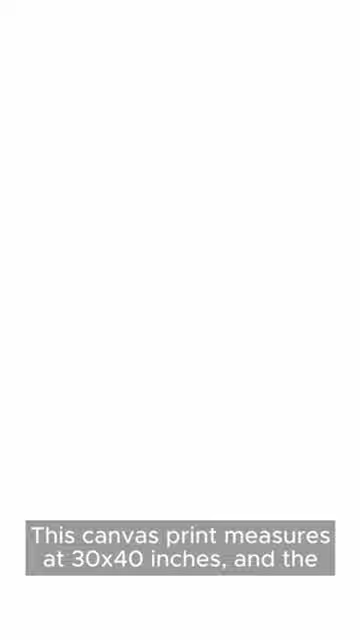 This canvas print measures
at 30x40 inches, and the